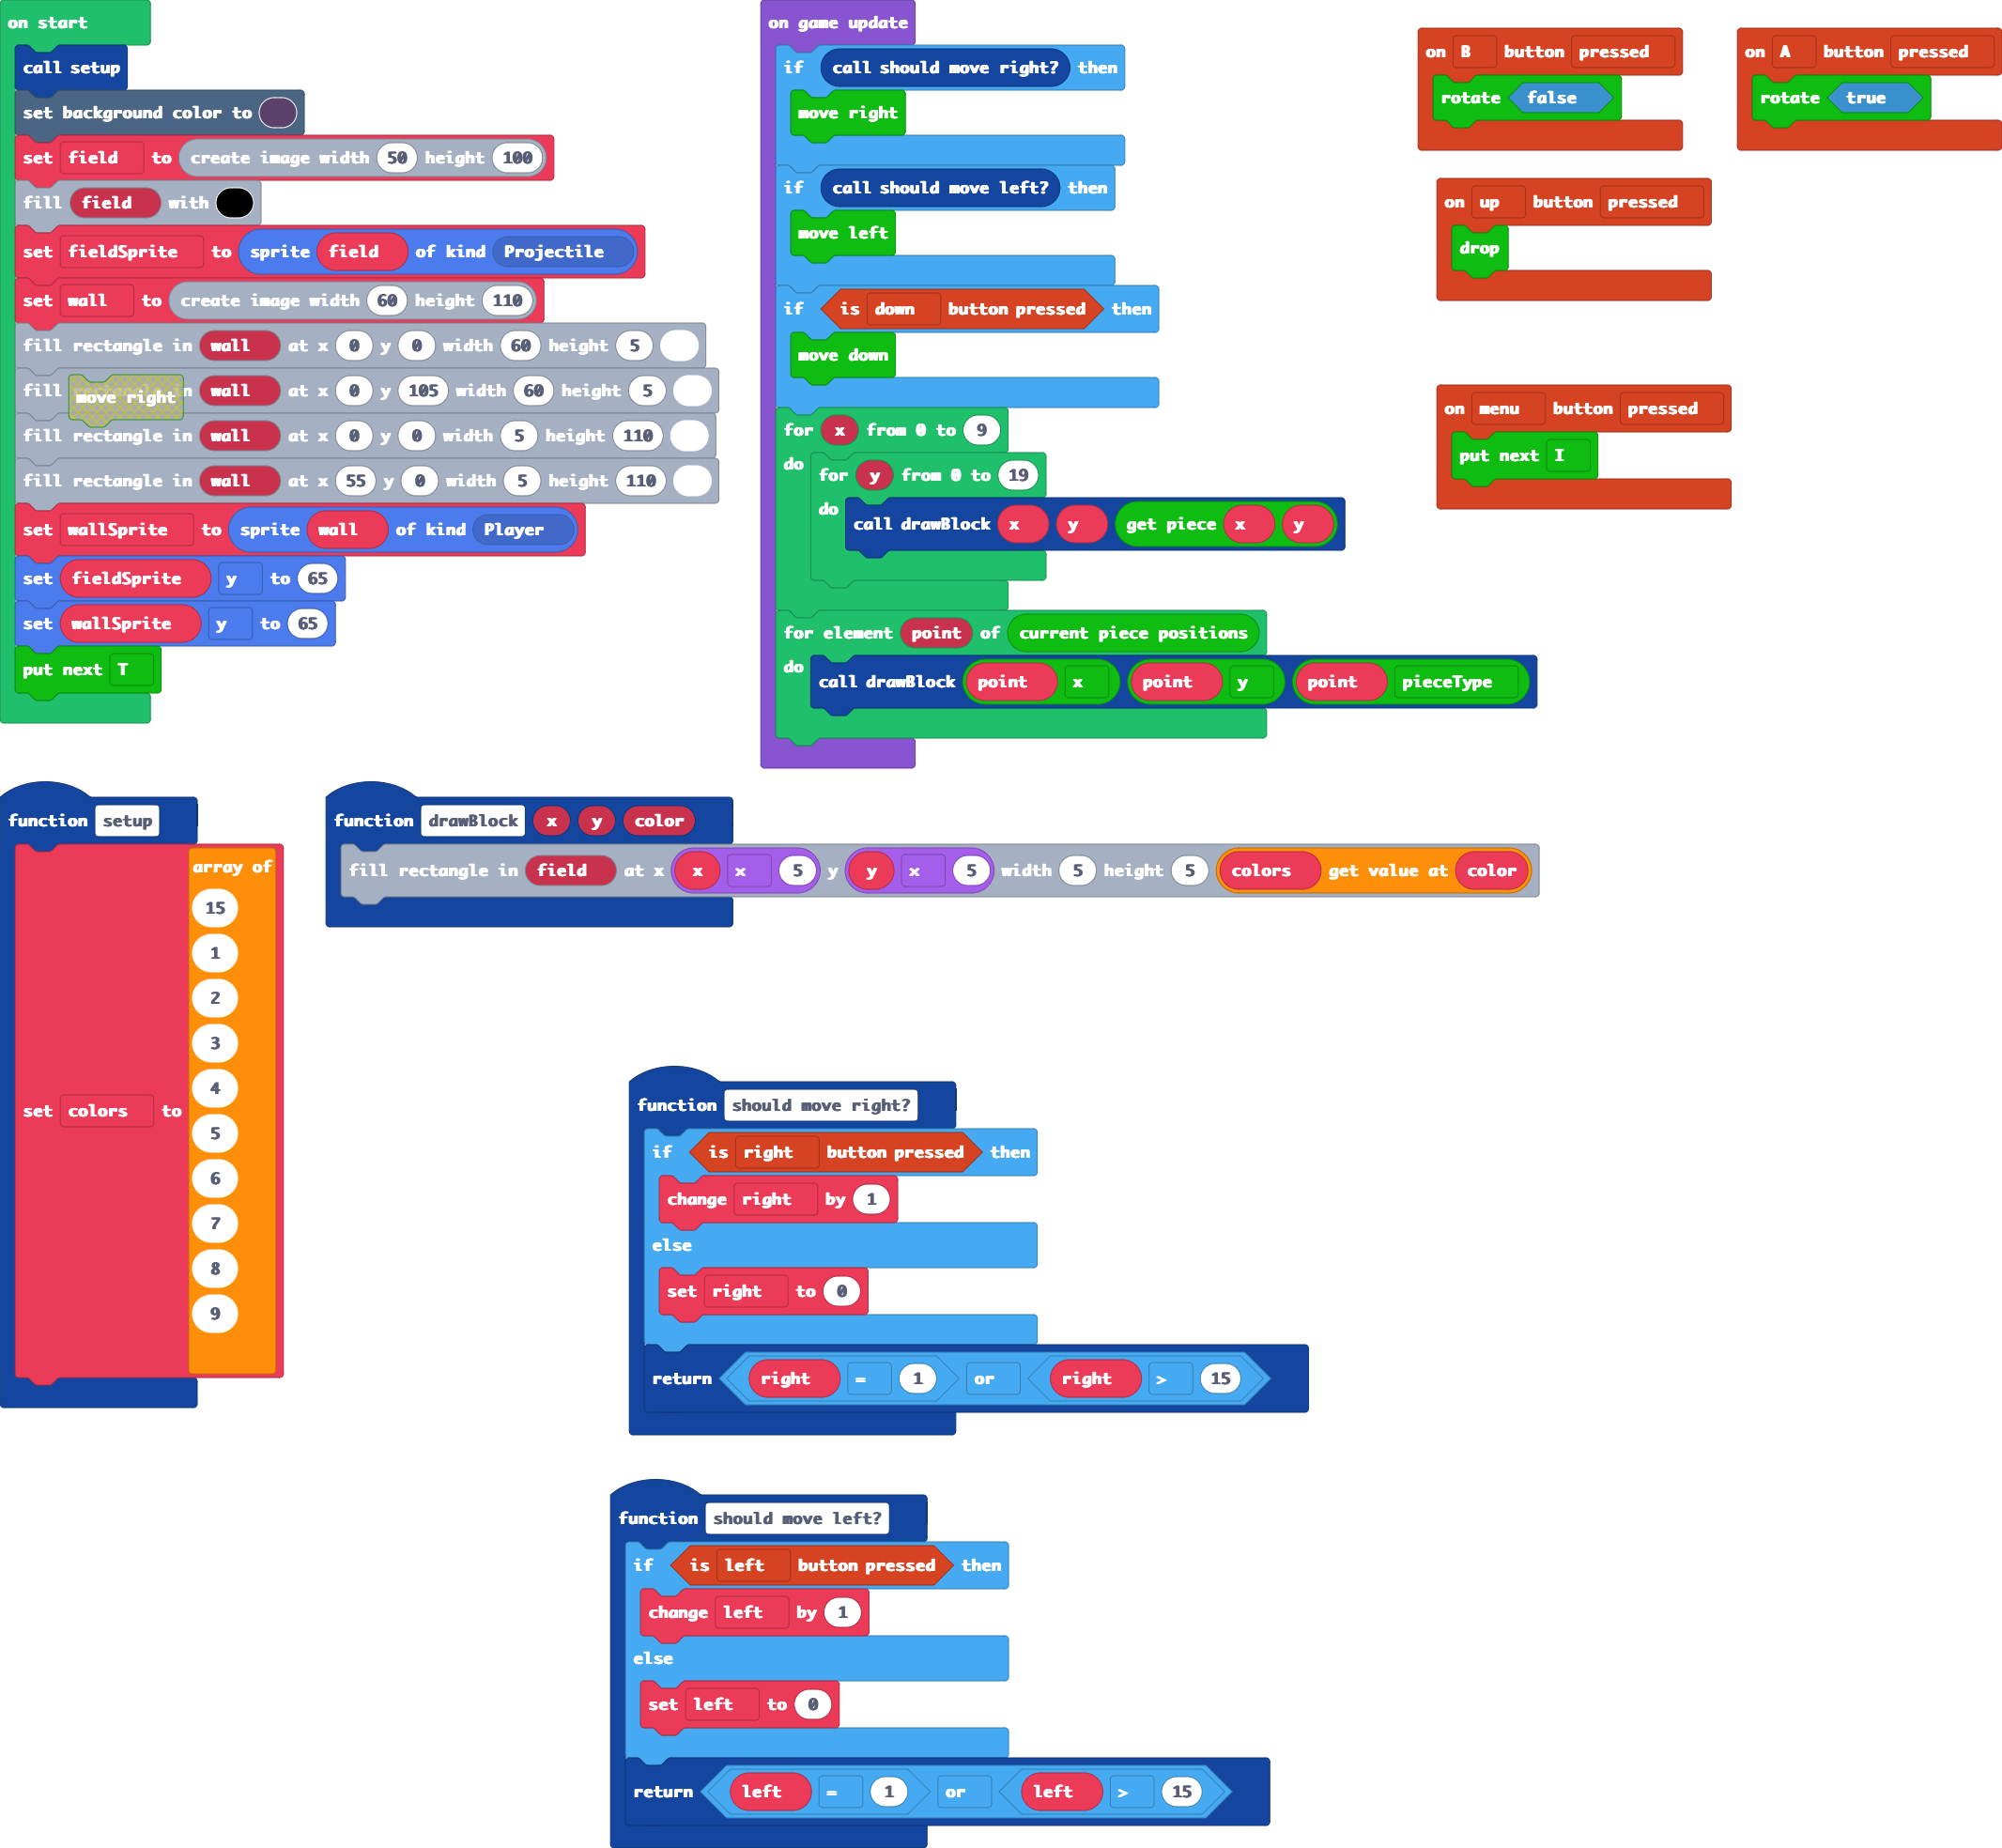 on start
call setup
set background color to
set field to create image width 50 height 100
fill field with
set fieldSprite to sprite field of kind Projectile
set wall to create image width 60 height 110
fill rectangle in wall at x 0 y 0 width 60 height 5
fill rectangle in wall at x 0 y 105 width 60 height 5
move right
fill rectangle in wall at x 0 y 0 width 5 height 110
fill rectangle in wall at x 55 y 0 width 5 height 110
set wallSprite to sprite wall of kind Player
set fieldSprite y to 65
set wallSprite y to 65
put next T
on game update
if call should move right? then
move right
if call should move left? then
move left
if is down button pressed then
move down
for x from 0 to 9
do for y from 0 to 19
do call drawBlock x y get piece x y
for element point of current piece positions
do call drawBlock point x point y point pieceType
on B button pressed
rotate false
on A button pressed
rotate true
on up button pressed
drop
on menu button pressed
put next I
function setup
set colors to array of
15
1
2
3
4
5
6
7
8
9
function drawBlock x y color
fill rectangle in field at x x x 5 y y x 5 width 5 height 5 colors get value at color
function should move right?
if is right button pressed then
change right by 1
else
set right to 0
return right = 1 or right > 15
function should move left?
if is left button pressed then
change left by 1
else
set left to 0
return left = 1 or left > 15